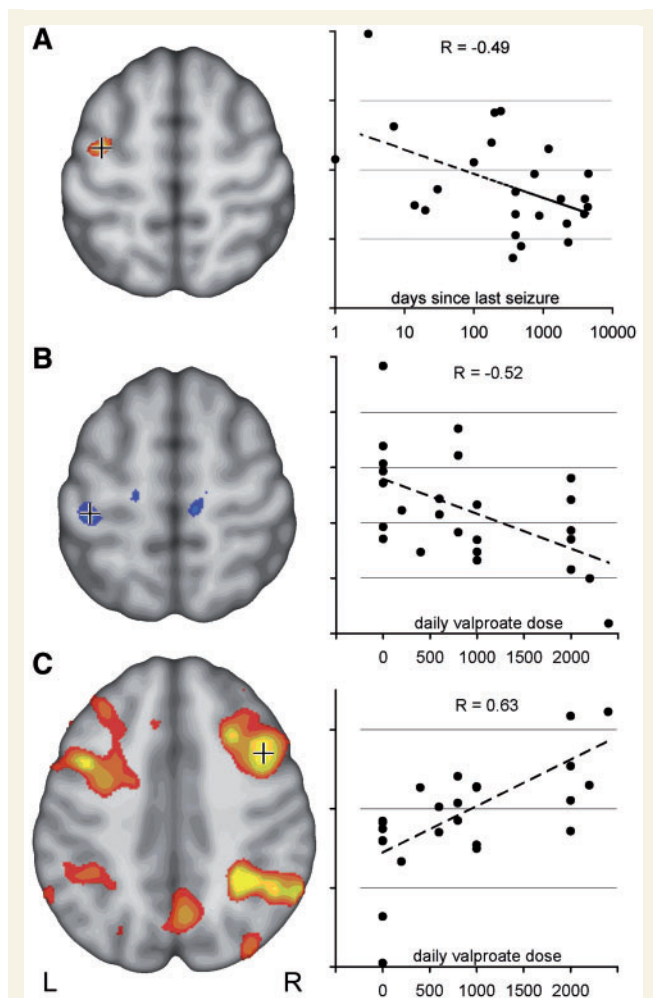 A
R = -0.49
days since last seizure
1 10 100 1000 10000
B
R = -0.52
daily valproate dose
0 500 1000 1500 2000
C
R = 0.63
daily valproate dose
L R
0 500 1000 1500 2000